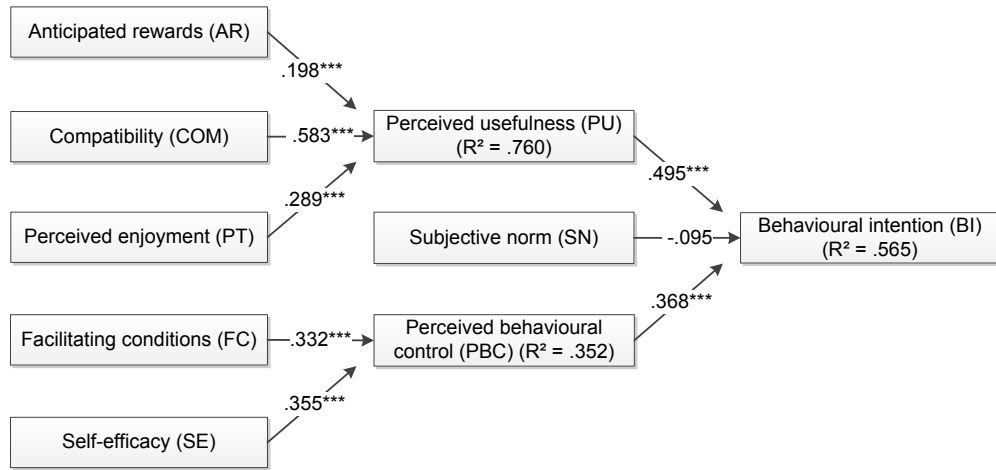 Anticipated rewards (AR)
.198***
Compatibility (COM)
.583***
Perceived usefulness (PU)
(R² = .760)
.289***
.495***
Perceived enjoyment (PT)
Subjective norm (SN)
-.095
Behavioural intention (BI)
(R² = .565)
.368***
Facilitating conditions (FC)
.332***
Perceived behavioural
control (PBC) (R² = .352)
.355***
Self-efficacy (SE)